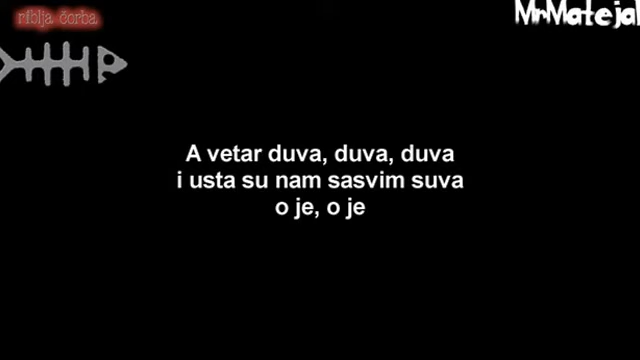 riblja čorba
MrMateja
A vetar duva, duva, duva
i usta su nam sasvim suva
o je, o je